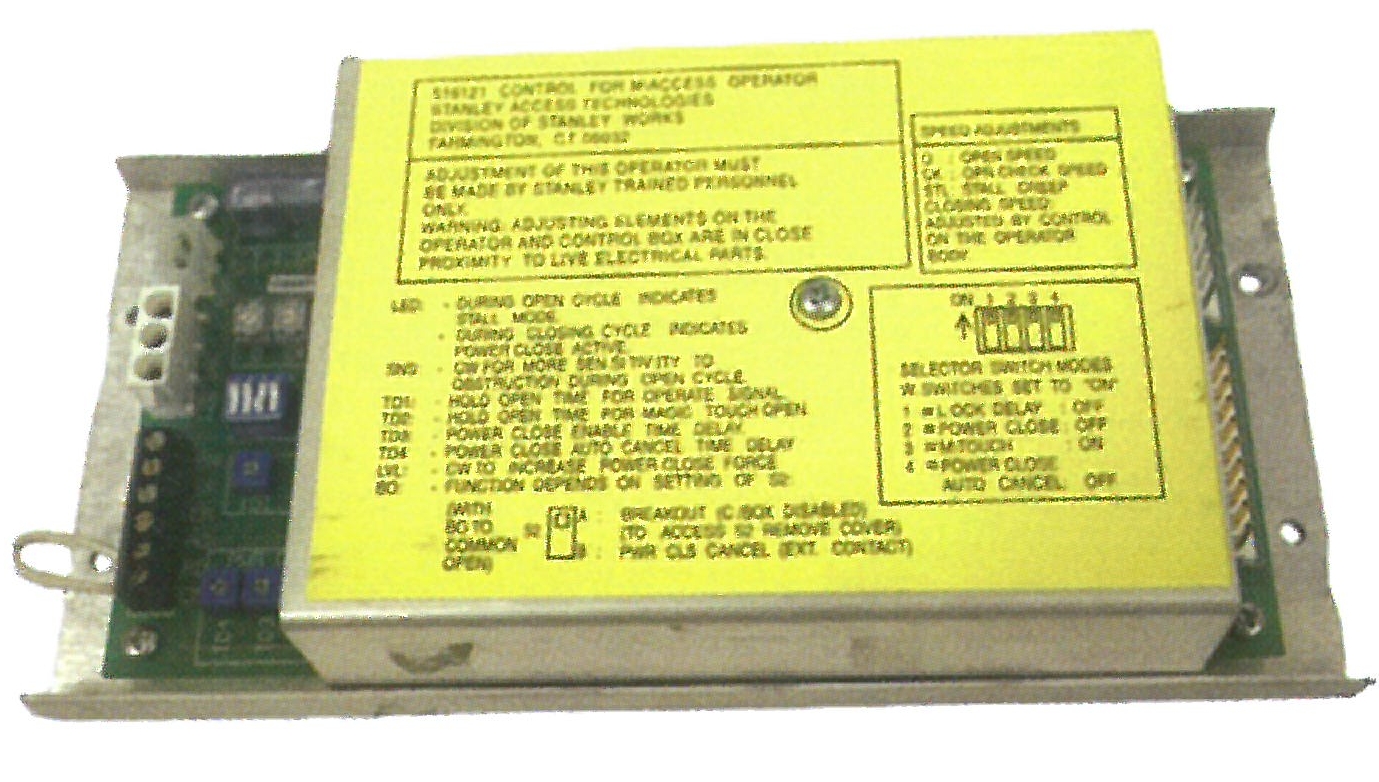 516121 CONTROL FOR M/ACCESS OPERATOR
STANLEY ACCESS TECHNOLOGIES
DIVISION OF STANLEY WORKS
FARMINGTON, CT 06032
ADJUSTMENT OF THIS OPERATOR MUST
BE MADE BY STANLEY TRAINED PERSONNEL
ONLY.
WARNING: ADJUSTING ELEMENTS ON THE
OPERATOR AND CONTROL BOX ARE IN CLOSE
PROXIMITY TO LIVE ELECTRICAL PARTS.
SPEED ADJUSTMENTS
O : OPEN SPEED
CK : OPN CHECK SPEED
STL: STALL CREEP
CLOSING SPEED:
ADJUSTED BY CONTROL
ON THE OPERATOR
BODY
LED: - DURING OPEN CYCLE INDICATES
STALL MODE.
- DURING CLOSING CYCLE INDICATES
POWER CLOSE ACTIVE.
SNS: - CW FOR MORE SENSITIVITY TO
OBSTRUCTION DURING OPEN CYCLE.
TD1: - HOLD OPEN TIME FOR OPERATE SIGNAL
TD2: - HOLD OPEN TIME FOR MAGIC TOUCH OPEN
TD3: - POWER CLOSE ENABLE TIME DELAY
TD4: - POWER CLOSE AUTO CANCEL TIME DELAY
LVL: - CW TO INCREASE POWER CLOSE FORCE
BO: - FUNCTION DEPENDS ON SETTING OF S2:
(WITH
BO TO
COMMON
OPEN)
S2
A : BREAKOUT (C/BOX DISABLED)
(TO ACCESS S2 REMOVE COVER)
B : PWR CLS CANCEL (EXT. CONTACT)
ON 1 2 3 4
SELECTOR SWITCH MODES
W SWITCHES SET TO "ON"
1 = LOCK DELAY : OFF
2 = POWER CLOSE : OFF
3 = M/TOUCH : ON
4 = POWER CLOSE
AUTO CANCEL OFF
TD1